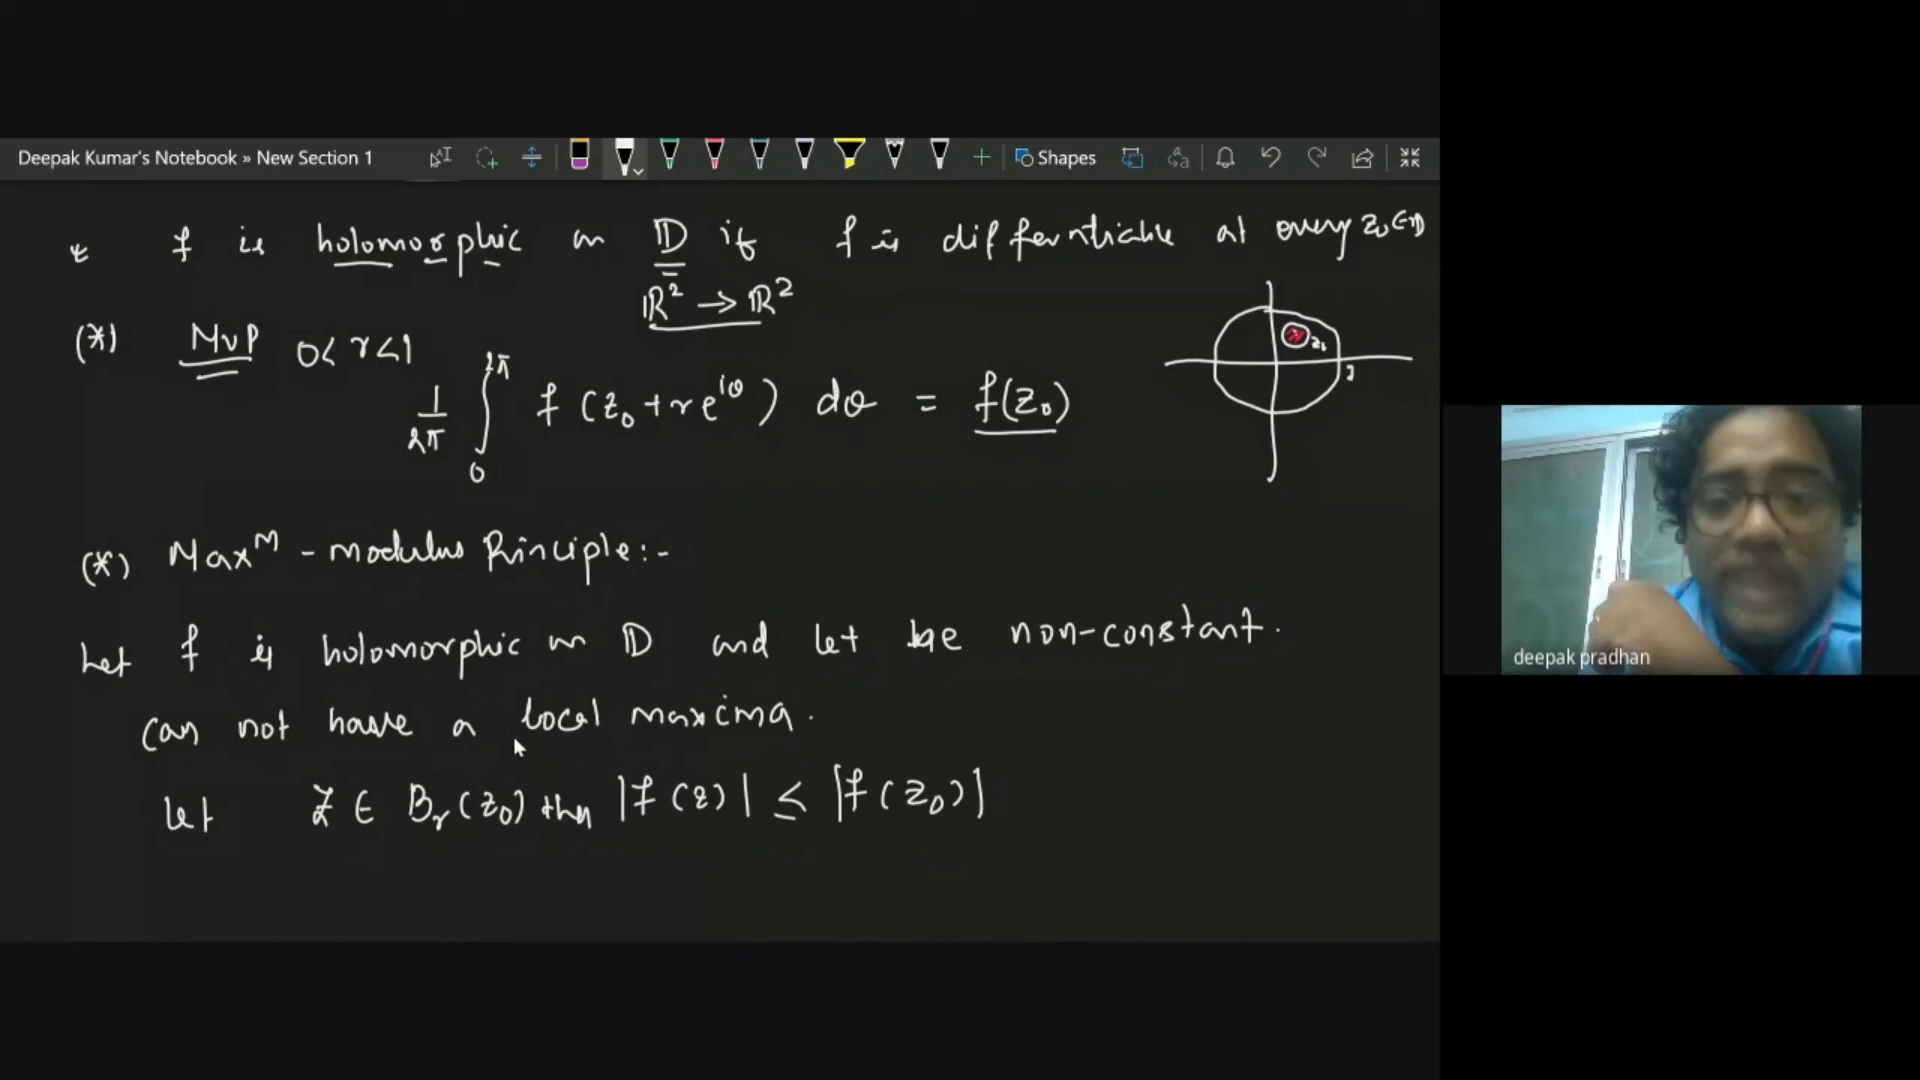 Deepak Kumar's Notebook » New Section 1
Shapes
* f is holomorphic on 𝔻 if f is differentiable at every z₀∈𝔻
ℝ² → ℝ²
(*) MVP 0<r<1
1/2π ∫₀^2π f(z₀+re^iθ) dθ = f(z₀)
z₀
(*) Max^M - modulus Principle:-
Let f is holomorphic on 𝔻 and let be non-constant.
can not have a local maxima.
let z ∈ B_r(z₀) then |f(z)| ≤ |f(z₀)|
deepak pradhan